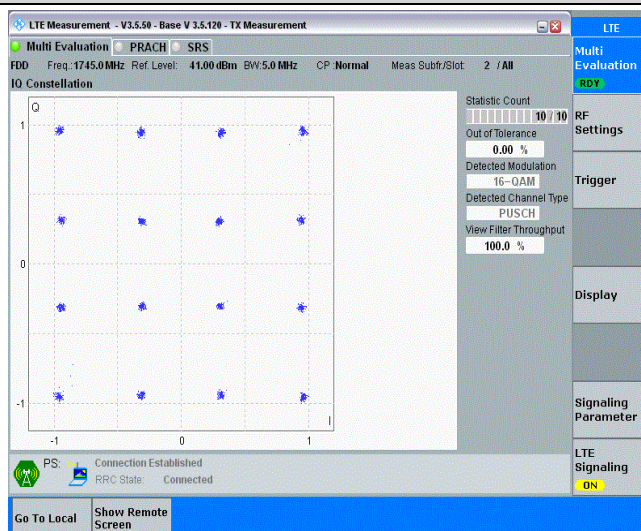 LTE Measurement - V3.5.50 - Base V 3.5.120 - TX Measurement
LTE
Multi Evaluation PRACH SRS
FDD Freq.:1745.0 MHz Ref. Level: 41.00 dBm BW:5.0 MHz CP :Normal Meas Subfr./Slot: 2 / All
IQ Constellation
Q
1
0
-1
-1 0 1
I
Statistic Count
10 / 10
Out of Tolerance
0.00 %
Detected Modulation
16-QAM
Detected Channel Type
PUSCH
View Filter Throughput
100.0 %
Multi
Evaluation
RDY
RF
Settings
Trigger
Display
Signaling
Parameter
LTE
Signaling
ON
PS: Connection Established
RRC State: Connected
Go To Local
Show Remote
Screen